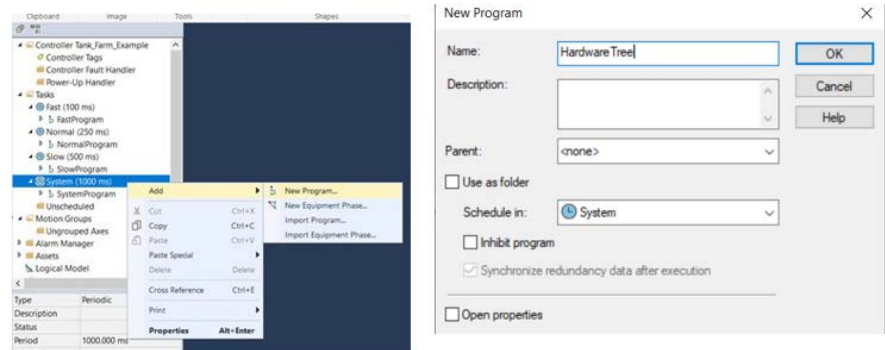 Clipboard Image Tools Shapes
Controller Tank_Farm_Example
Controller Tags
Controller Fault Handler
Power-Up Handler
Tasks
Fast (100 ms)
FastProgram
Normal (250 ms)
NormalProgram
Slow (500 ms)
SlowProgram
System (1000 ms)
SystemProgram
Unscheduled
Motion Groups
Ungrouped Axes
Alarm Manager
Assets
Logical Model
Type Periodic
Description
Status
Period 1000.000 ms
Add
Cut Ctrl+X
Copy Ctrl+C
Paste Ctrl+V
Paste Special
Delete Delete
Cross Reference Ctrl+E
Print
Properties Alt+Enter
New Program...
New Equipment Phase...
Import Program...
Import Equipment Phase...
New Program
Name: HardwareTree OK
Description: Cancel
Help
Parent: <none>
Use as folder
Schedule in: System
Inhibit program
Synchronize redundancy data after execution
Open properties